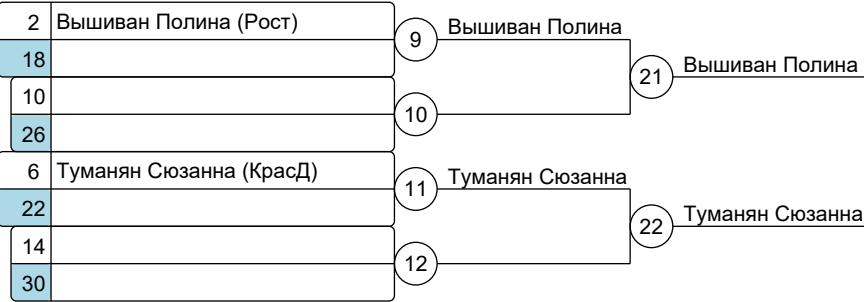 2 Вышиван Полина (Рост)
18
9 Вышиван Полина
10
26
10
21 Вышиван Полина
6 Туманян Сюзанна (КрасД)
22
11 Туманян Сюзанна
14
30
12
22 Туманян Сюзанна